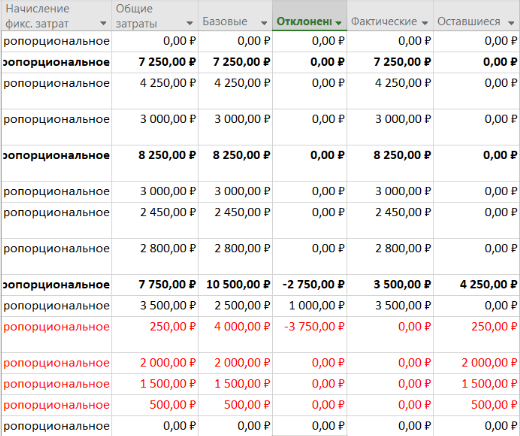 Начисление фикс. затрат Общие затраты Базовые Отклонени Фактические Оставшиеся
ропорциональное 0,00 ₽ 0,00 ₽ 0,00 ₽ 0,00 ₽ 0,00 ₽
ропорциональное 7 250,00 ₽ 7 250,00 ₽ 0,00 ₽ 7 250,00 ₽ 0,00 ₽
ропорциональное 4 250,00 ₽ 4 250,00 ₽ 0,00 ₽ 4 250,00 ₽ 0,00 ₽
ропорциональное 3 000,00 ₽ 3 000,00 ₽ 0,00 ₽ 3 000,00 ₽ 0,00 ₽
ропорциональное 8 250,00 ₽ 8 250,00 ₽ 0,00 ₽ 8 250,00 ₽ 0,00 ₽
ропорциональное 3 000,00 ₽ 3 000,00 ₽ 0,00 ₽ 3 000,00 ₽ 0,00 ₽
ропорциональное 2 450,00 ₽ 2 450,00 ₽ 0,00 ₽ 2 450,00 ₽ 0,00 ₽
ропорциональное 2 800,00 ₽ 2 800,00 ₽ 0,00 ₽ 2 800,00 ₽ 0,00 ₽
ропорциональное 7 750,00 ₽ 10 500,00 ₽ -2 750,00 ₽ 3 500,00 ₽ 4 250,00 ₽
ропорциональное 3 500,00 ₽ 2 500,00 ₽ 1 000,00 ₽ 3 500,00 ₽ 0,00 ₽
ропорциональное 250,00 ₽ 4 000,00 ₽ -3 750,00 ₽ 0,00 ₽ 250,00 ₽
ропорциональное 2 000,00 ₽ 2 000,00 ₽ 0,00 ₽ 0,00 ₽ 2 000,00 ₽
ропорциональное 1 500,00 ₽ 1 500,00 ₽ 0,00 ₽ 0,00 ₽ 1 500,00 ₽
ропорциональное 500,00 ₽ 500,00 ₽ 0,00 ₽ 0,00 ₽ 500,00 ₽
ропорциональное 0,00 ₽ 0,00 ₽ 0,00 ₽ 0,00 ₽ 0,00 ₽